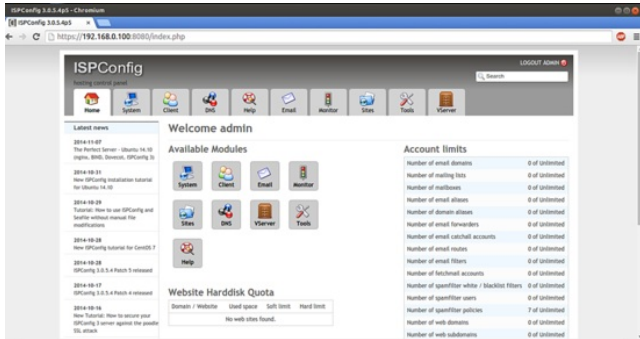 ISPConfig 3.0.5.4p5 - Chromium
ISPConfig 3.0.5.4p5
https://192.168.0.100:8080/index.php
ISPConfig
hosting control panel
LOGOUT ADMIN
Search
Home
System
Client
DNS
Help
Email
Monitor
Sites
Tools
VServer
Latest news
2014-11-07
The Perfect Server - Ubuntu 14.10
(nginx, BIND, Dovecot, ISPConfig 3)
2014-10-31
New ISPConfig installation tutorial
for Ubuntu 14.10
2014-10-29
Tutorial: How to use ISPConfig and
Seafile without manual file
modifications
2014-10-28
New ISPConfig tutorial for CentOS 7
2014-10-28
ISPConfig 3.0.5.4 Patch 5 released
2014-10-17
ISPConfig 3.0.5.4 Patch 4 released
2014-10-16
New Tutorial: How to secure your
ISPConfig 3 server against the poodle
SSL attack
Welcome admin
Available Modules
System
Client
Email
Monitor
Sites
DNS
VServer
Tools
Help
Website Harddisk Quota
Domain / Website Used space Soft limit Hard limit
No web sites found.
Account limits
Number of email domains 0 of Unlimited
Number of mailing lists 0 of Unlimited
Number of mailboxes 0 of Unlimited
Number of email aliases 0 of Unlimited
Number of domain aliases 0 of Unlimited
Number of email forwarders 0 of Unlimited
Number of email catchall accounts 0 of Unlimited
Number of email routes 0 of Unlimited
Number of email filters 0 of Unlimited
Number of fetchmail accounts 0 of Unlimited
Number of spamfilter white / blacklist filters 0 of Unlimited
Number of spamfilter users 0 of Unlimited
Number of spamfilter policies 7 of Unlimited
Number of web domains 0 of Unlimited
Number of web subdomains 0 of Unlimited